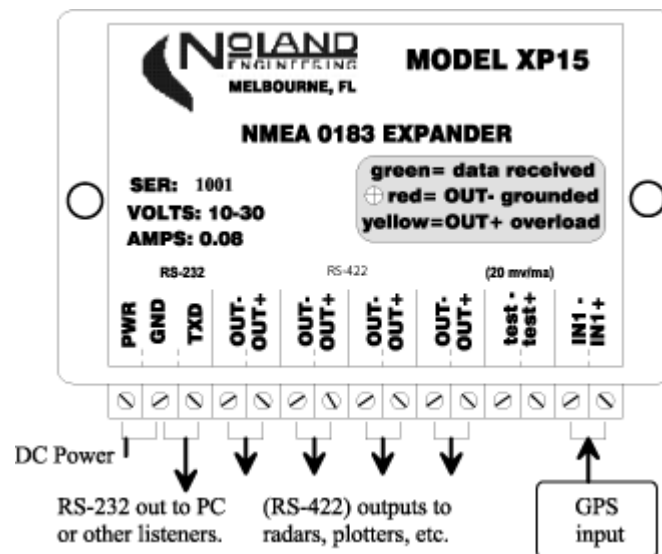 NOLAND
ENGINEERING
MELBOURNE, FL
MODEL XP15
NMEA 0183 EXPANDER
SER: 1001
VOLTS: 10-30
AMPS: 0.08
green= data received
red= OUT- grounded
yellow=OUT+ overload
RS-232
RS-422
(20 mv/ma)
PWR
GND
TXD
OUT-
OUT+
OUT-
OUT+
OUT-
OUT+
OUT-
OUT+
test -
test+
IN1 -
IN1+
DC Power
RS-232 out to PC
or other listeners.
(RS-422) outputs to
radars, plotters, etc.
GPS
input